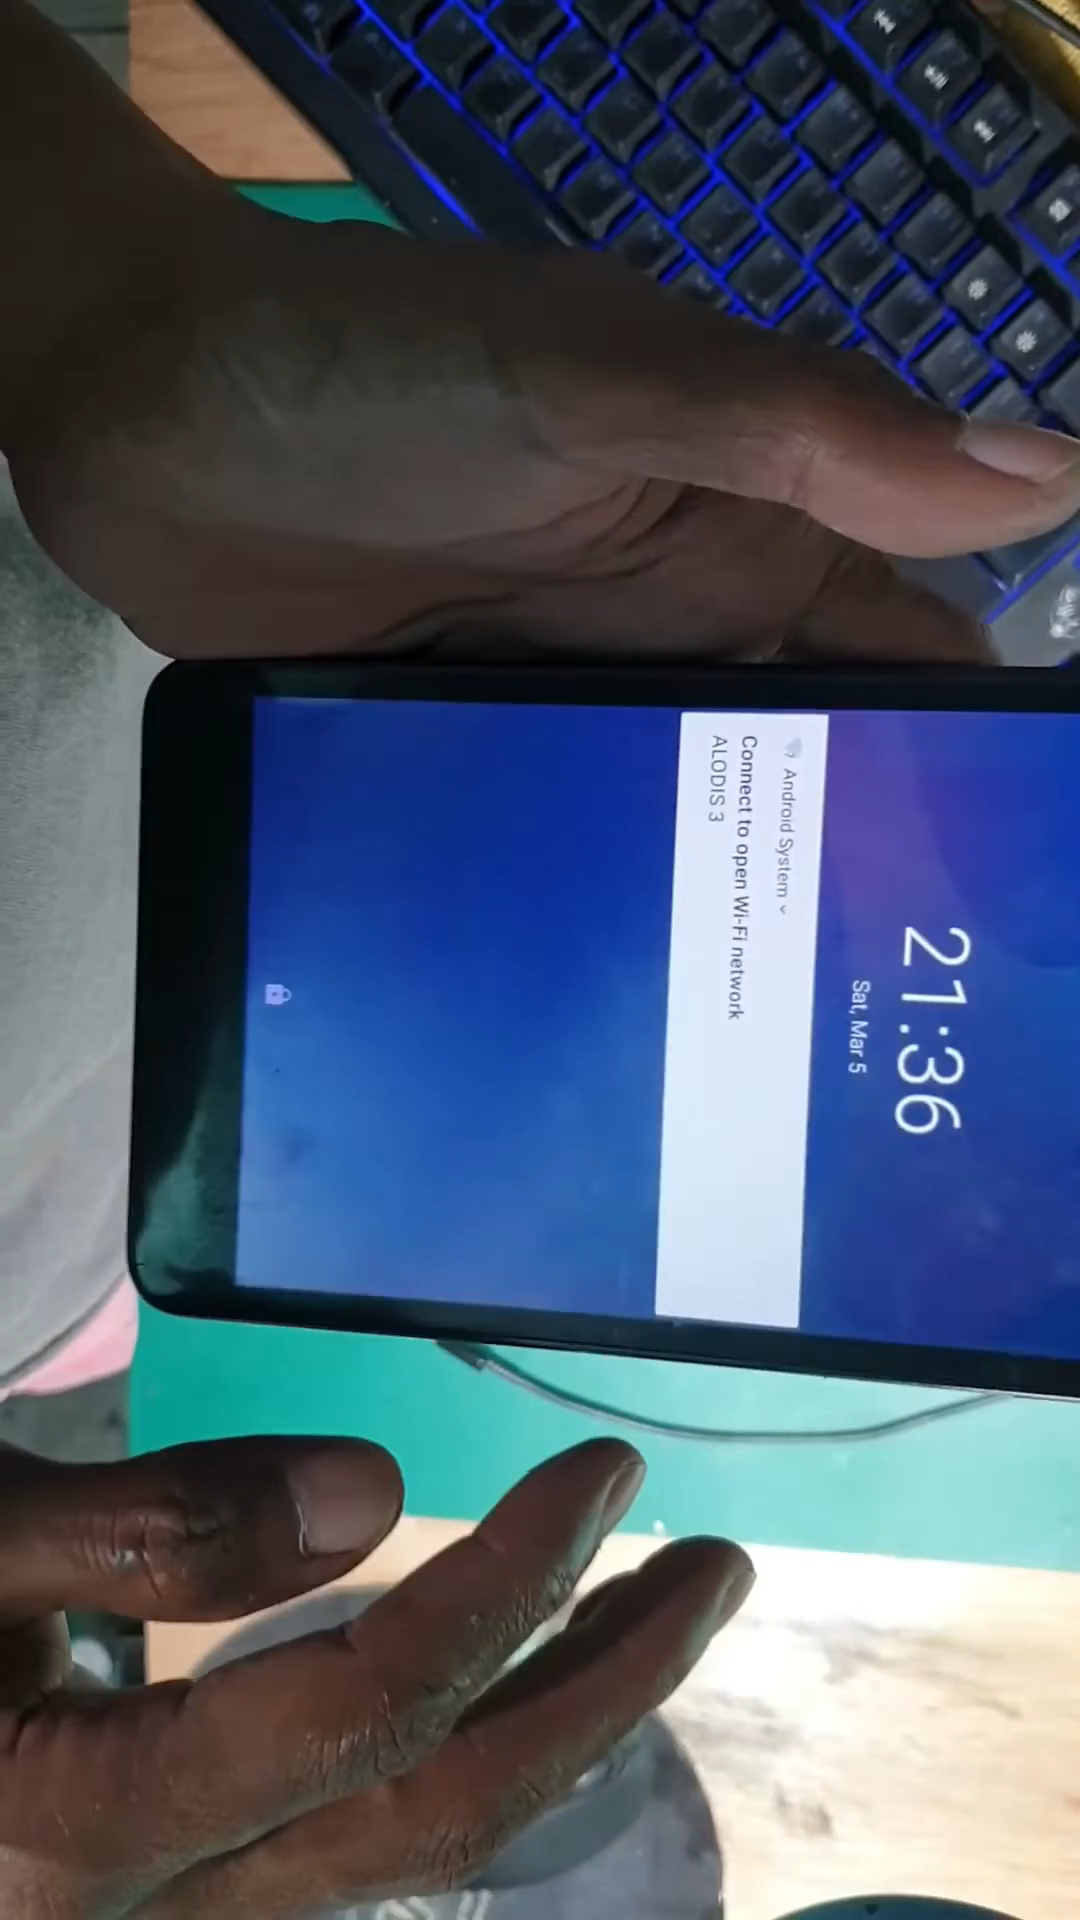 21:36
Sat, Mar 5
Android System
Connect to open Wi-Fi network
ALODIS 3